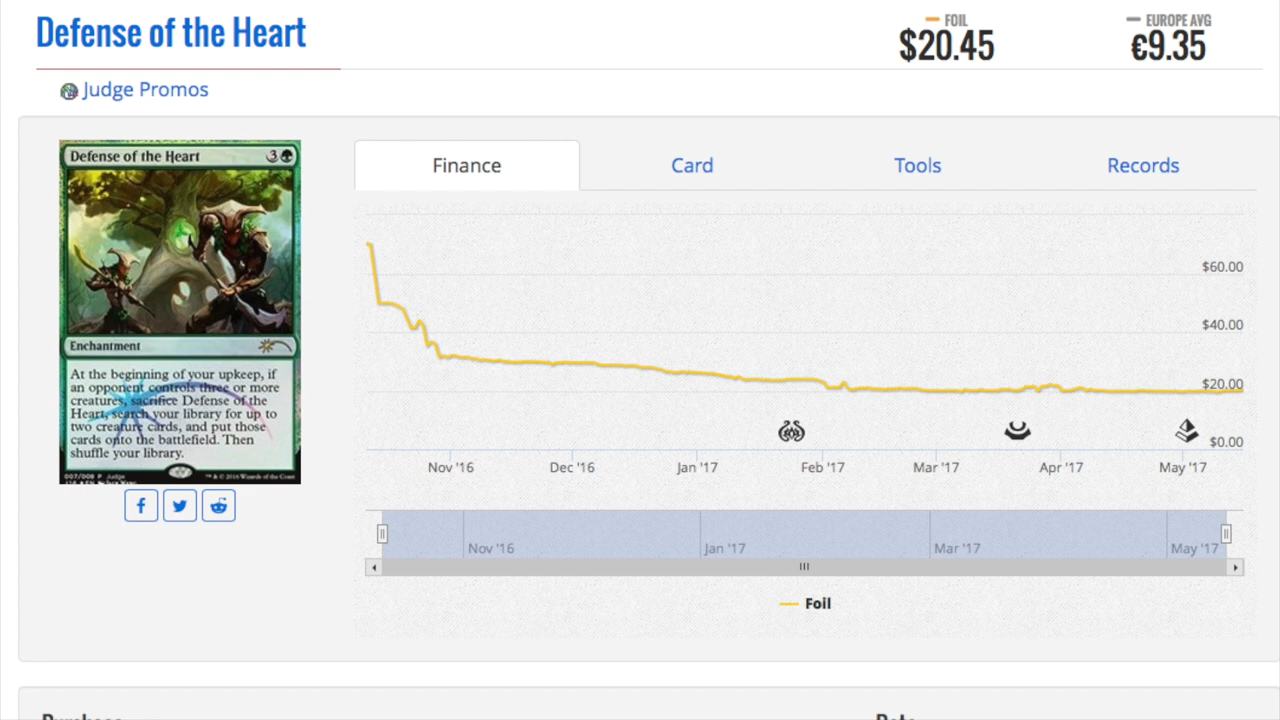 Defense of the Heart
FOIL
$20.45
EUROPE AVG
€9.35
Judge Promos
Defense of the Heart 3
Enchantment
At the beginning of your upkeep, if
an opponent controls three or more
creatures, sacrifice Defense of the
Heart, search your library for up to
two creature cards, and put those
cards onto the battlefield. Then
shuffle your library.
Finance
Card
Tools
Records
$60.00
$40.00
$20.00
$0.00
Nov '16
Dec '16
Jan '17
Feb '17
Mar '17
Apr '17
May '17
Nov '16
Jan '17
Mar '17
May '17
Foil